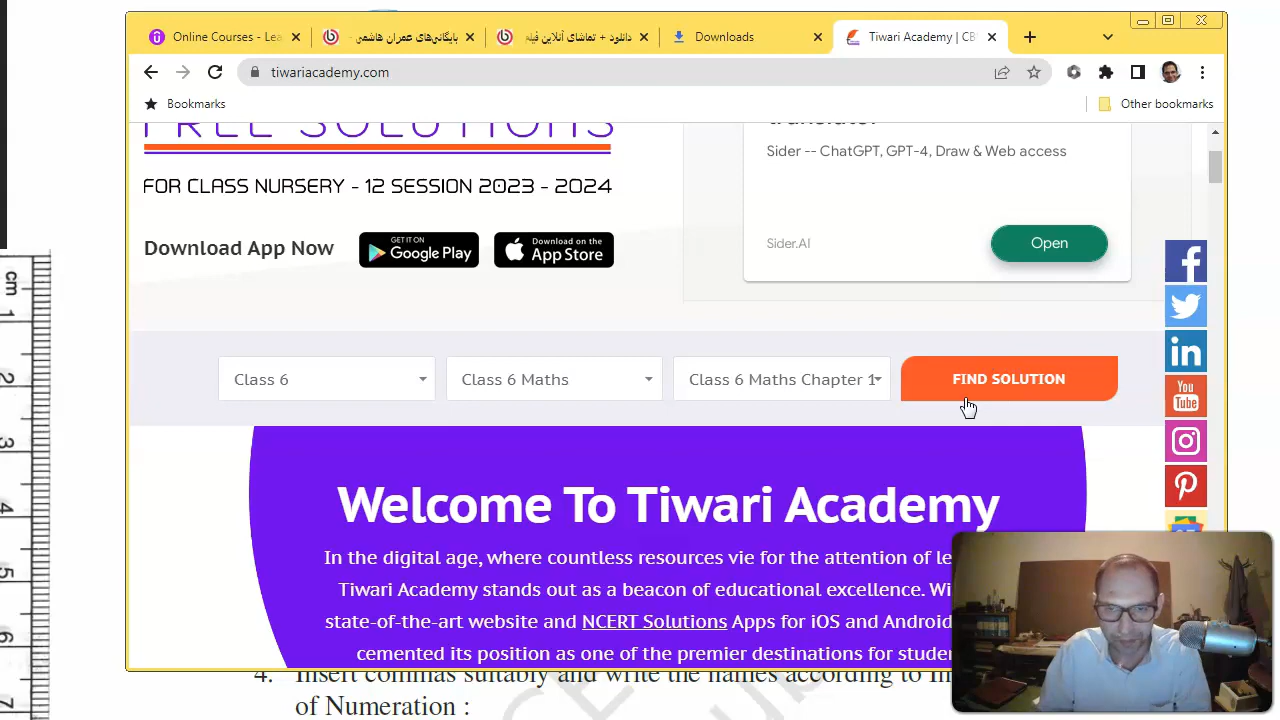 Online Courses - Lea
بایگانی‌های عمران هاشمی -
دانلود + تماشای آنلاین فیلم
Downloads
Tiwari Academy | CB
tiwariacademy.com
Bookmarks
Other bookmarks
FREE SOLUTIONS
FOR CLASS NURSERY - 12 SESSION 2023 - 2024
Download App Now
GET IT ON
Google Play
Download on the
App Store
translator
Sider -- ChatGPT, GPT-4, Draw & Web access
Sider.AI
Open
Class 6
Class 6 Maths
Class 6 Maths Chapter 1
FIND SOLUTION
You
Tube
Welcome To Tiwari Academy
In the digital age, where countless resources vie for the attention of le
Tiwari Academy stands out as a beacon of educational excellence. Wi
state-of-the-art website and NCERT Solutions Apps for iOS and Android
cemented its position as one of the premier destinations for studen
cm
1
2
3
4
5
6
7
4. Insert commas suitably and write the names according to In
of Numeration :